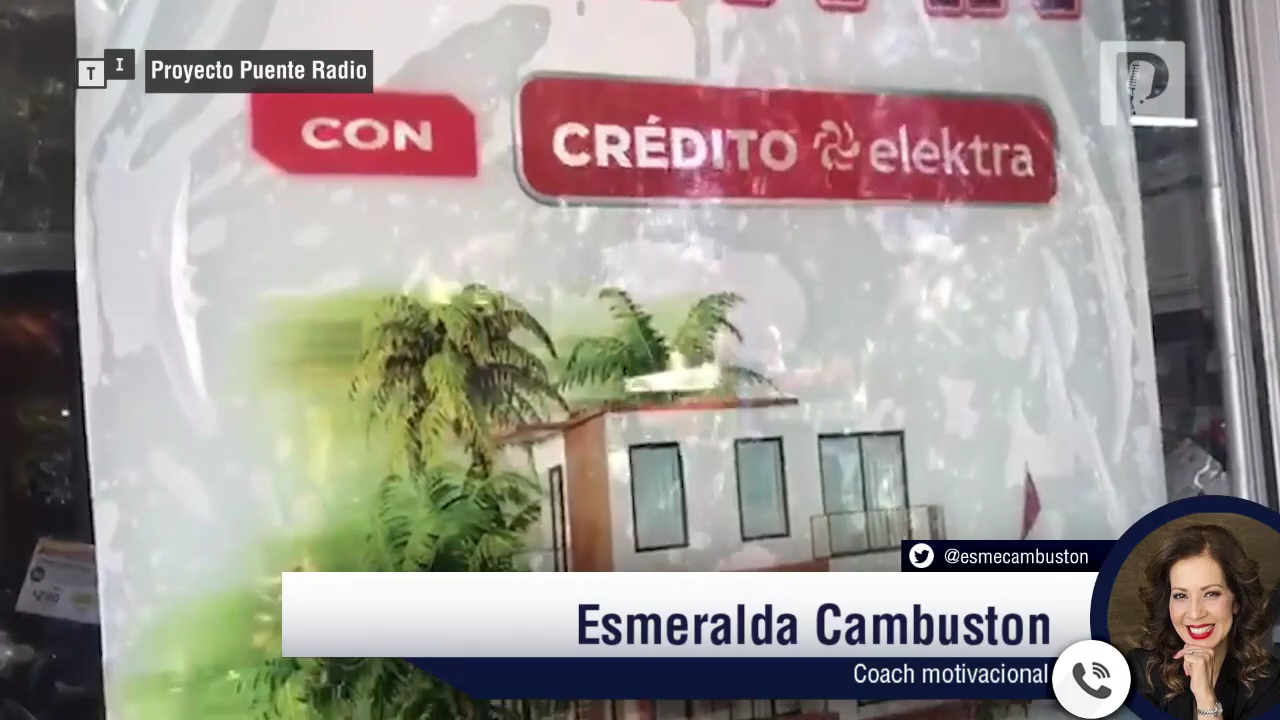 T I Proyecto Puente Radio
CON CRÉDITO elektra
@esmecambuston
Esmeralda Cambuston
Coach motivacional